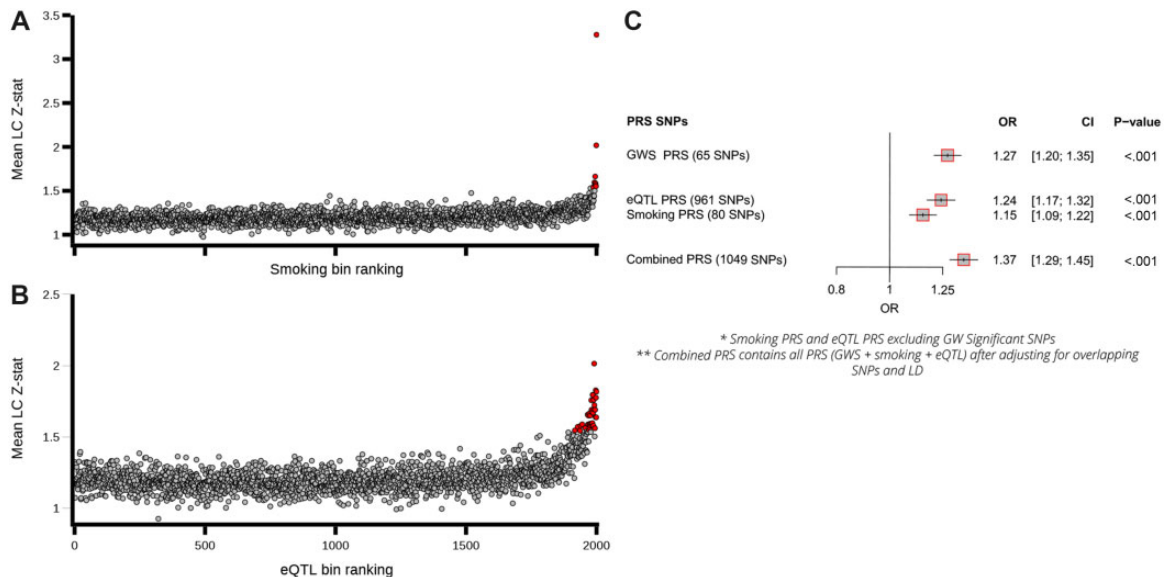 A
Mean LC Z-stat
3.5
3
2.5
2
1.5
1
0 500 1000 1500 2000
Smoking bin ranking
B
Mean LC Z-stat
2.5
2
1.5
1
0 500 1000 1500 2000
eQTL bin ranking
C
PRS SNPs OR CI P−value
GWS PRS (65 SNPs) 1.27 [1.20; 1.35] <.001
eQTL PRS (961 SNPs) 1.24 [1.17; 1.32] <.001
Smoking PRS (80 SNPs) 1.15 [1.09; 1.22] <.001
Combined PRS (1049 SNPs) 1.37 [1.29; 1.45] <.001
0.8 1 1.25
OR
* Smoking PRS and eQTL PRS excluding GW Significant SNPs
** Combined PRS contains all PRS (GWS + smoking + eQTL) after adjusting for overlapping
SNPs and LD